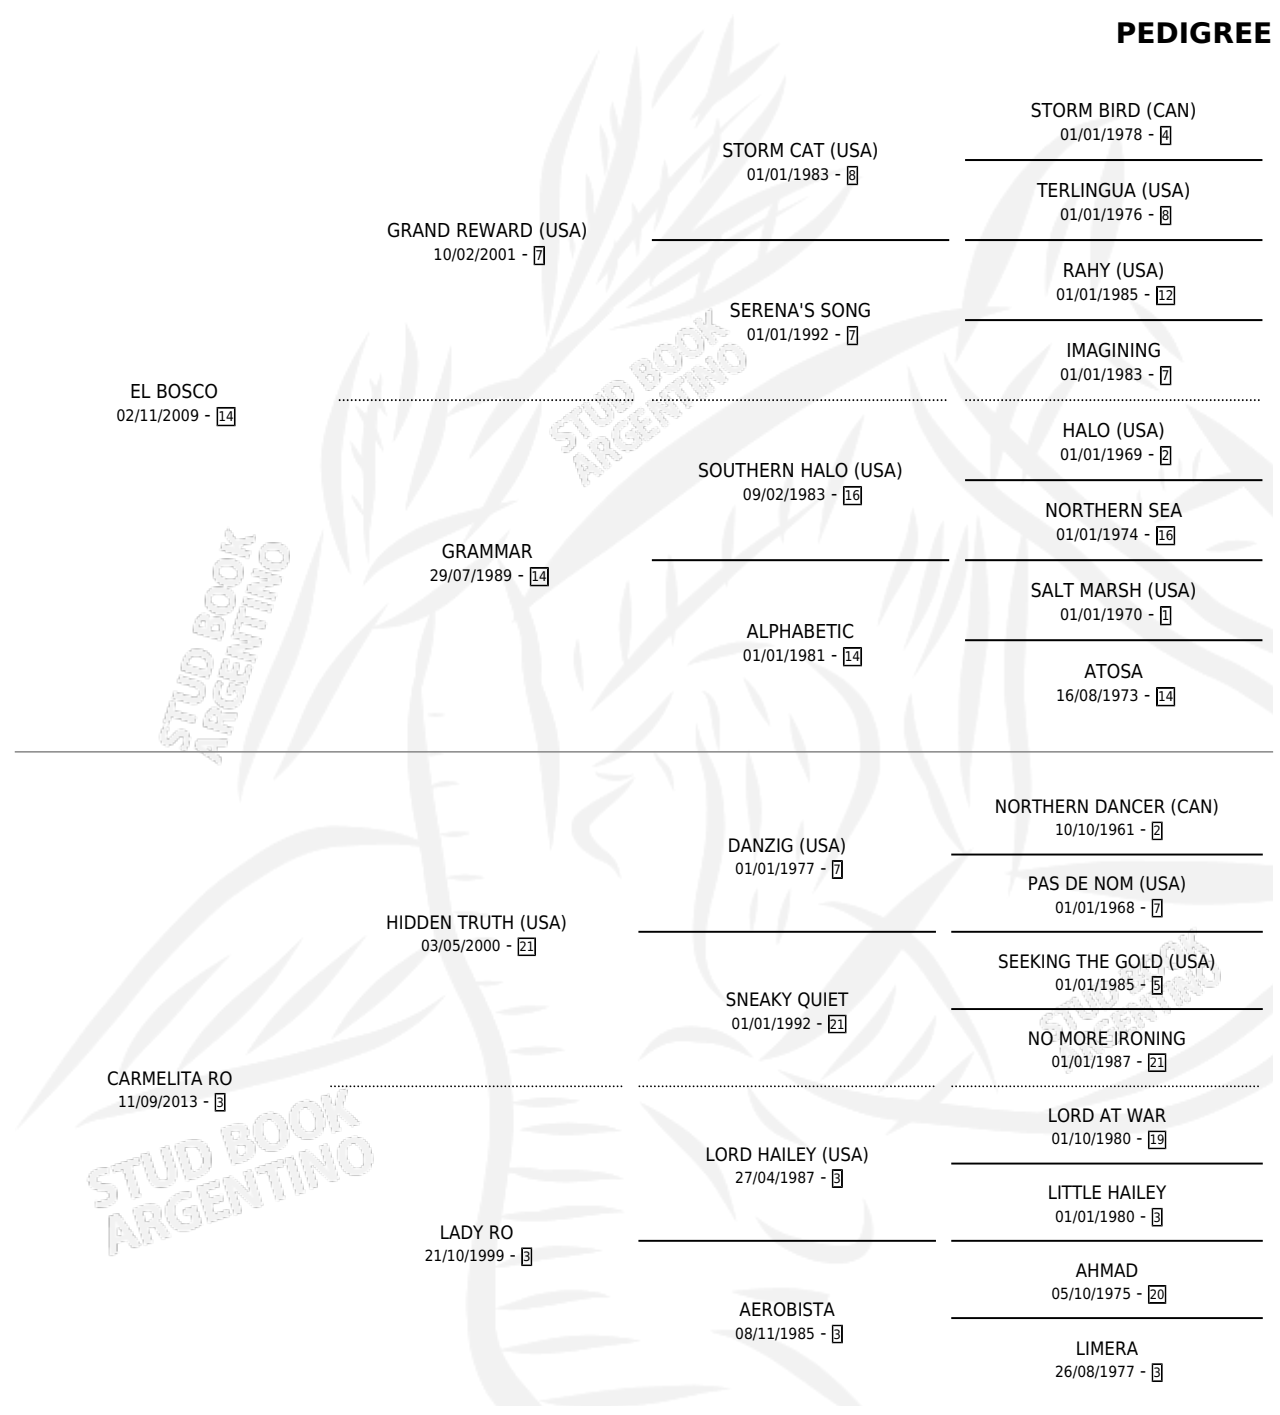 PEDIGREE
STORM BIRD (CAN)
01/01/1978 - 4
STORM CAT (USA)
01/01/1983 - 8
TERLINGUA (USA)
01/01/1976 - 8
GRAND REWARD (USA)
10/02/2001 - 7
RAHY (USA)
01/01/1985 - 12
SERENA'S SONG
01/01/1992 - 7
IMAGINING
01/01/1983 - 7
EL BOSCO
02/11/2009 - 14
HALO (USA)
01/01/1969 - 2
SOUTHERN HALO (USA)
09/02/1983 - 16
NORTHERN SEA
01/01/1974 - 16
GRAMMAR
29/07/1989 - 14
SALT MARSH (USA)
01/01/1970 - 1
ALPHABETIC
01/01/1981 - 14
ATOSA
16/08/1973 - 14
NORTHERN DANCER (CAN)
10/10/1961 - 2
DANZIG (USA)
01/01/1977 - 7
PAS DE NOM (USA)
01/01/1968 - 7
HIDDEN TRUTH (USA)
03/05/2000 - 21
SEEKING THE GOLD (USA)
01/01/1985 - 5
SNEAKY QUIET
01/01/1992 - 21
NO MORE IRONING
01/01/1987 - 21
CARMELITA RO
11/09/2013 - 3
LORD AT WAR
01/10/1980 - 19
LORD HAILEY (USA)
27/04/1987 - 3
LITTLE HAILEY
01/01/1980 - 3
LADY RO
21/10/1999 - 3
AHMAD
05/10/1975 - 20
AEROBISTA
08/11/1985 - 3
LIMERA
26/08/1977 - 3
STUD BOOK
ARGENTINO
STUD BOOK
ARGENTINO
STUD BOOK
ARGENTINO
STUD BOOK
ARGENTINO